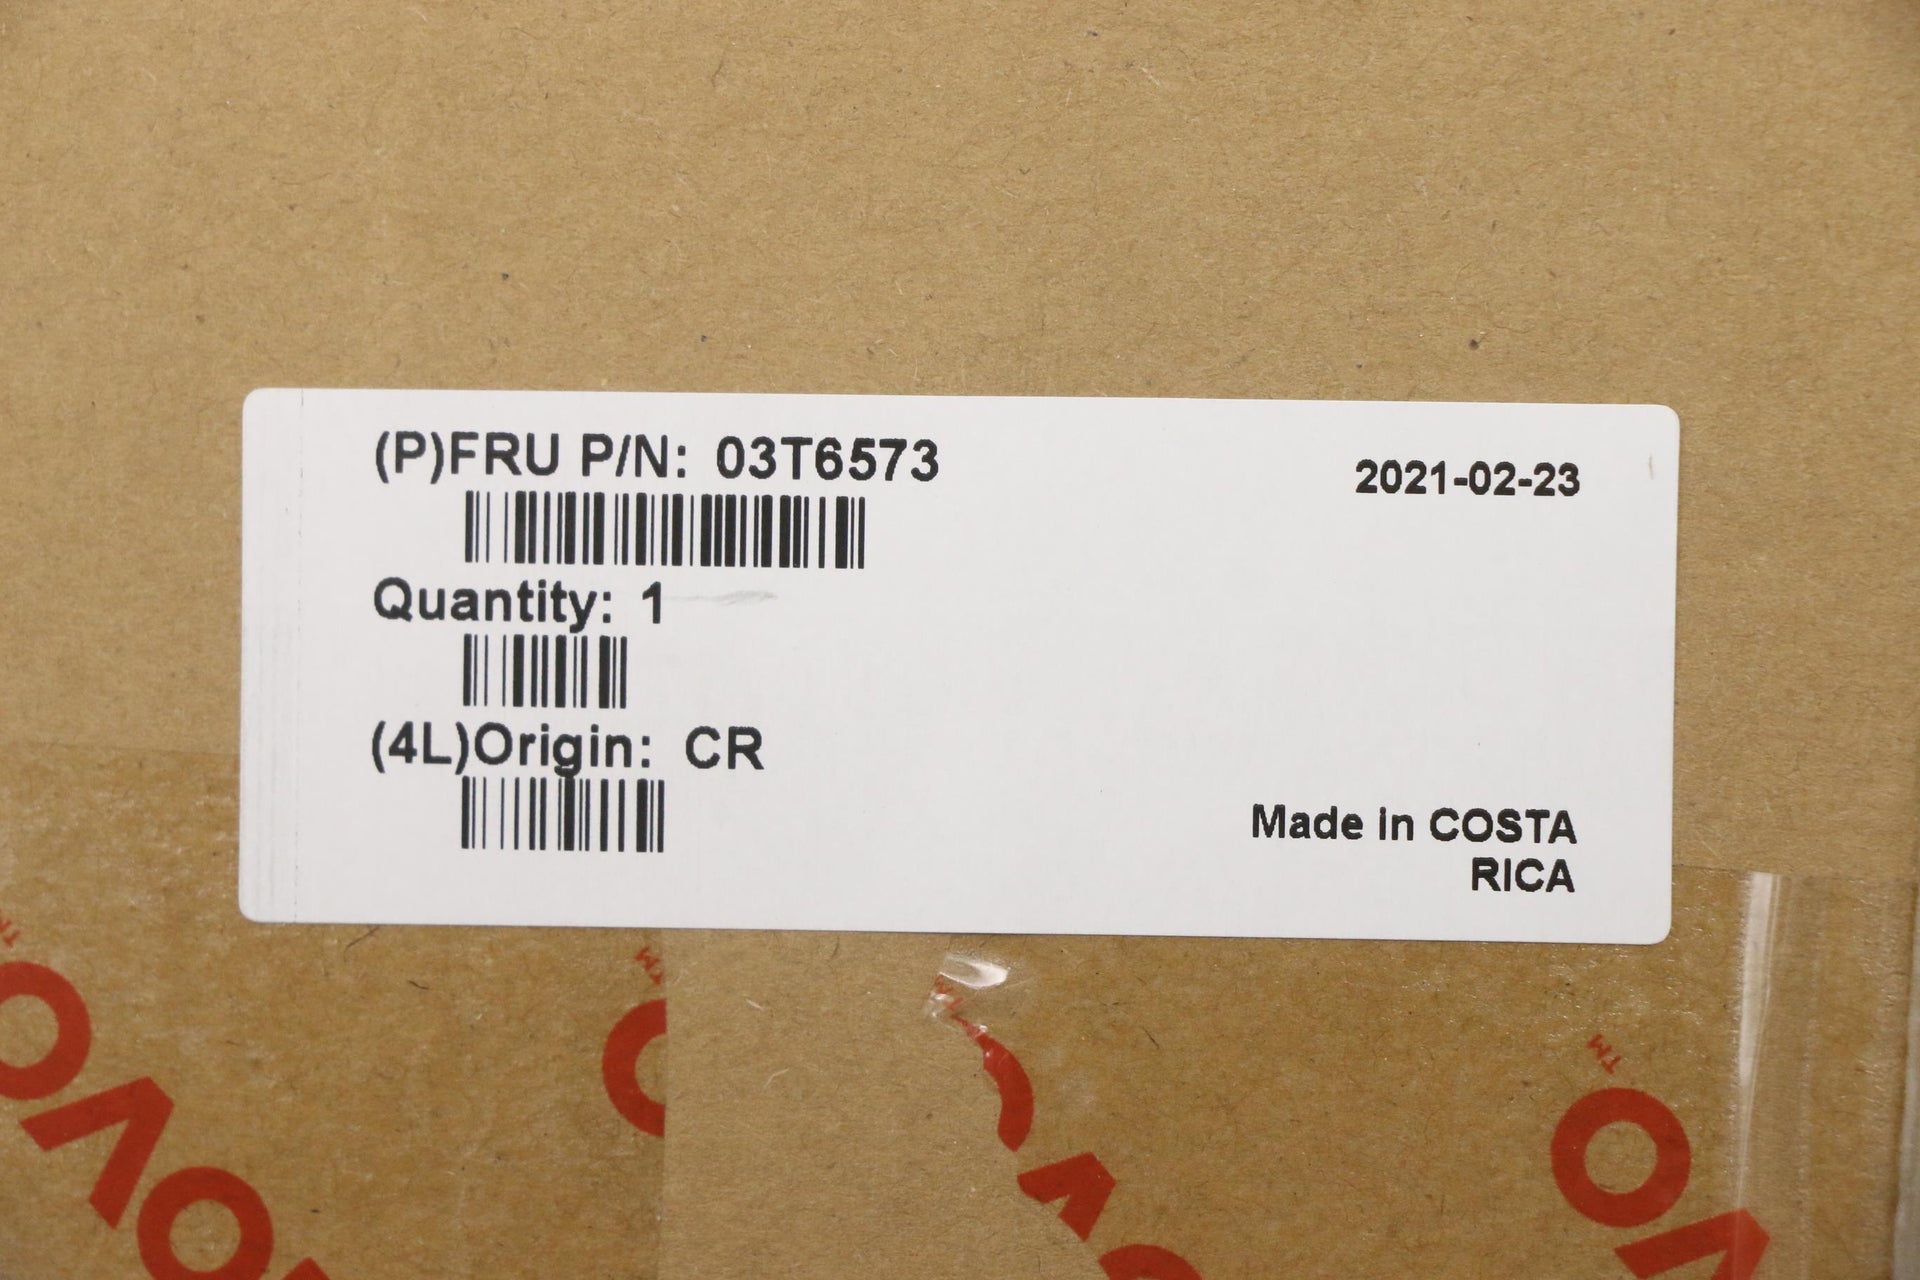 (P)FRU P/N: 03T6573
2021-02-23
Quantity: 1
(4L)Origin: CR
Made in COSTA
RICA